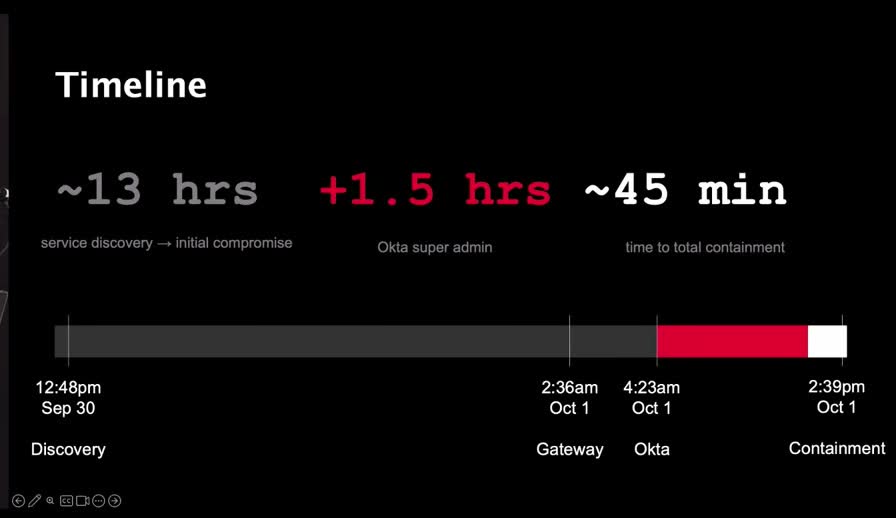 Timeline
~13 hrs
service discovery → initial compromise
+1.5 hrs
Okta super admin
~45 min
time to total containment
12:48pm
Sep 30
Discovery
2:36am
Oct 1
Gateway
4:23am
Oct 1
Okta
2:39pm
Oct 1
Containment
CC